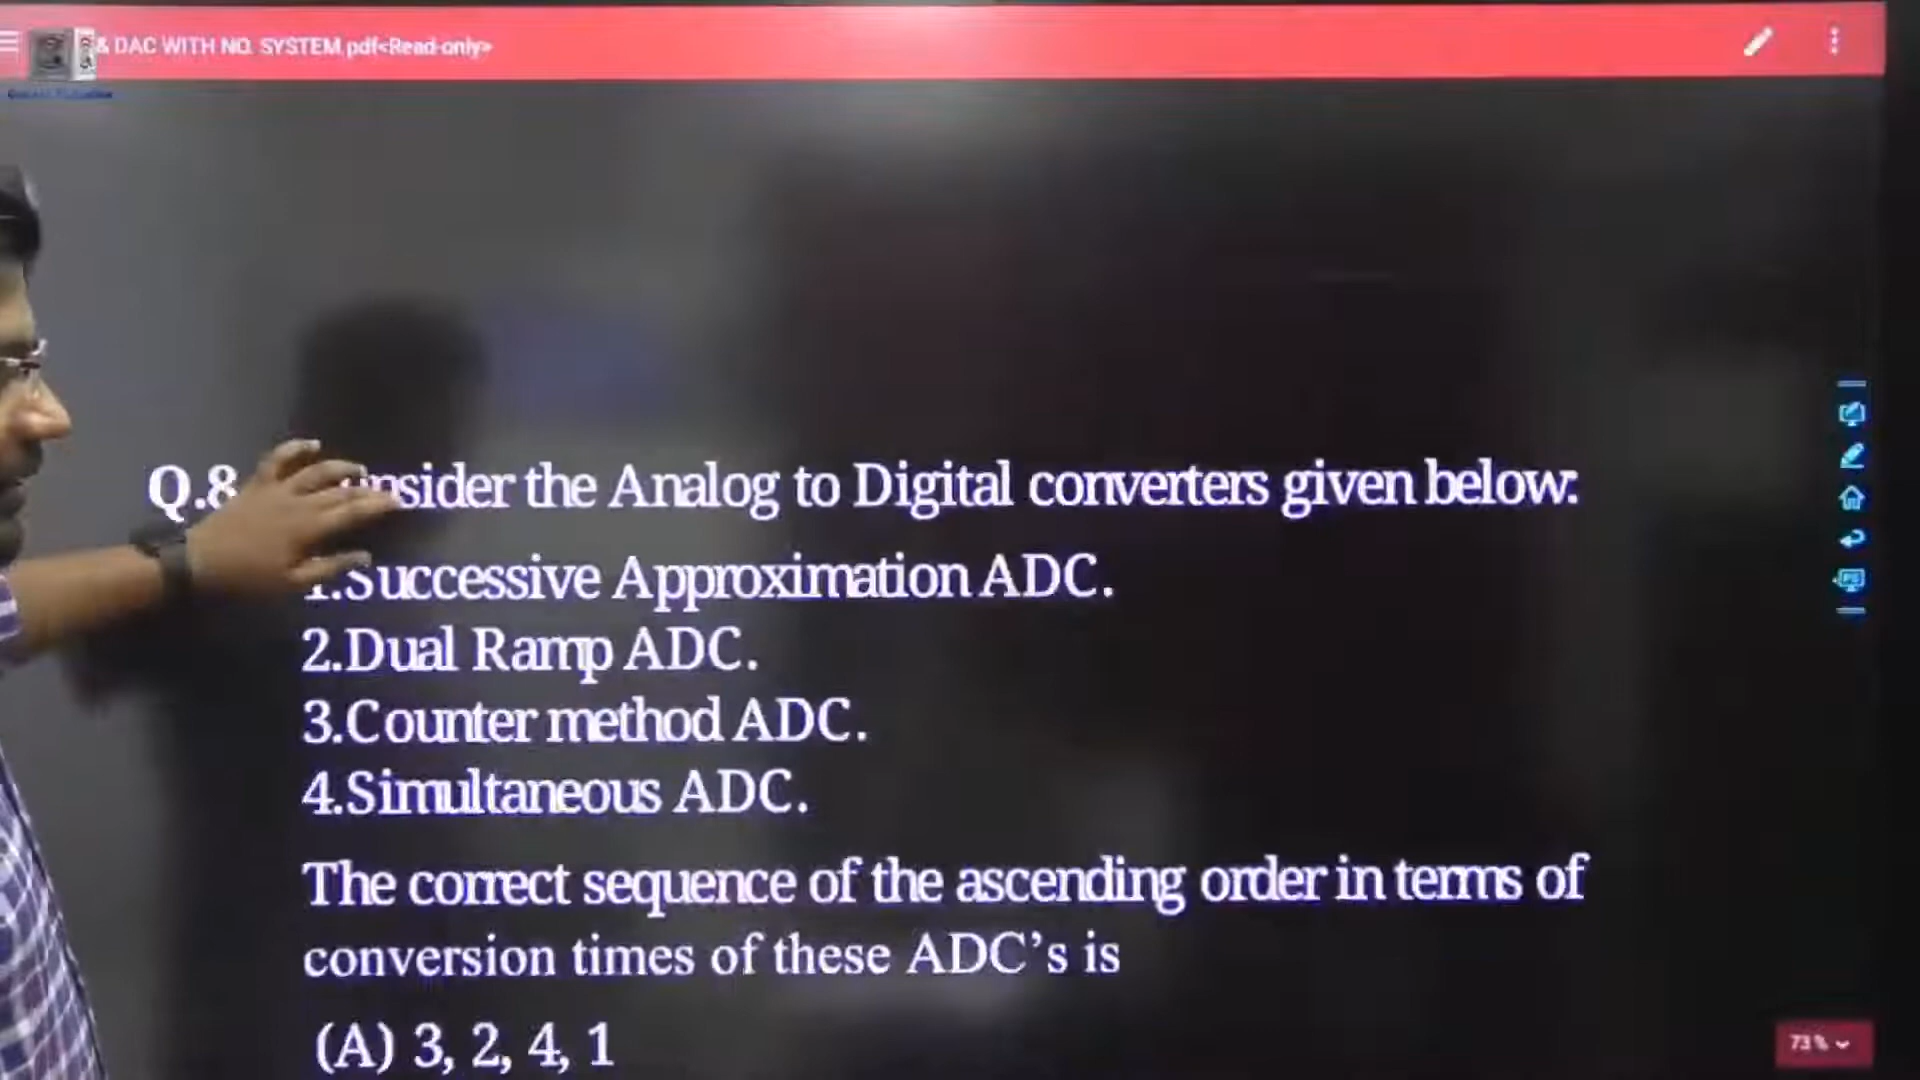 & DAC WITH NO. SYSTEM.pdf<Read-only>
Q.8 the Analog to Digital converters given below:
1.Successive Approximation ADC.
2.Dual Ramp ADC.
3.Counter method ADC.
4.Simultaneous ADC.
The correct sequence of the ascending order in terms of
conversion times of these ADC’s is
(A) 3, 2, 4, 1
73%